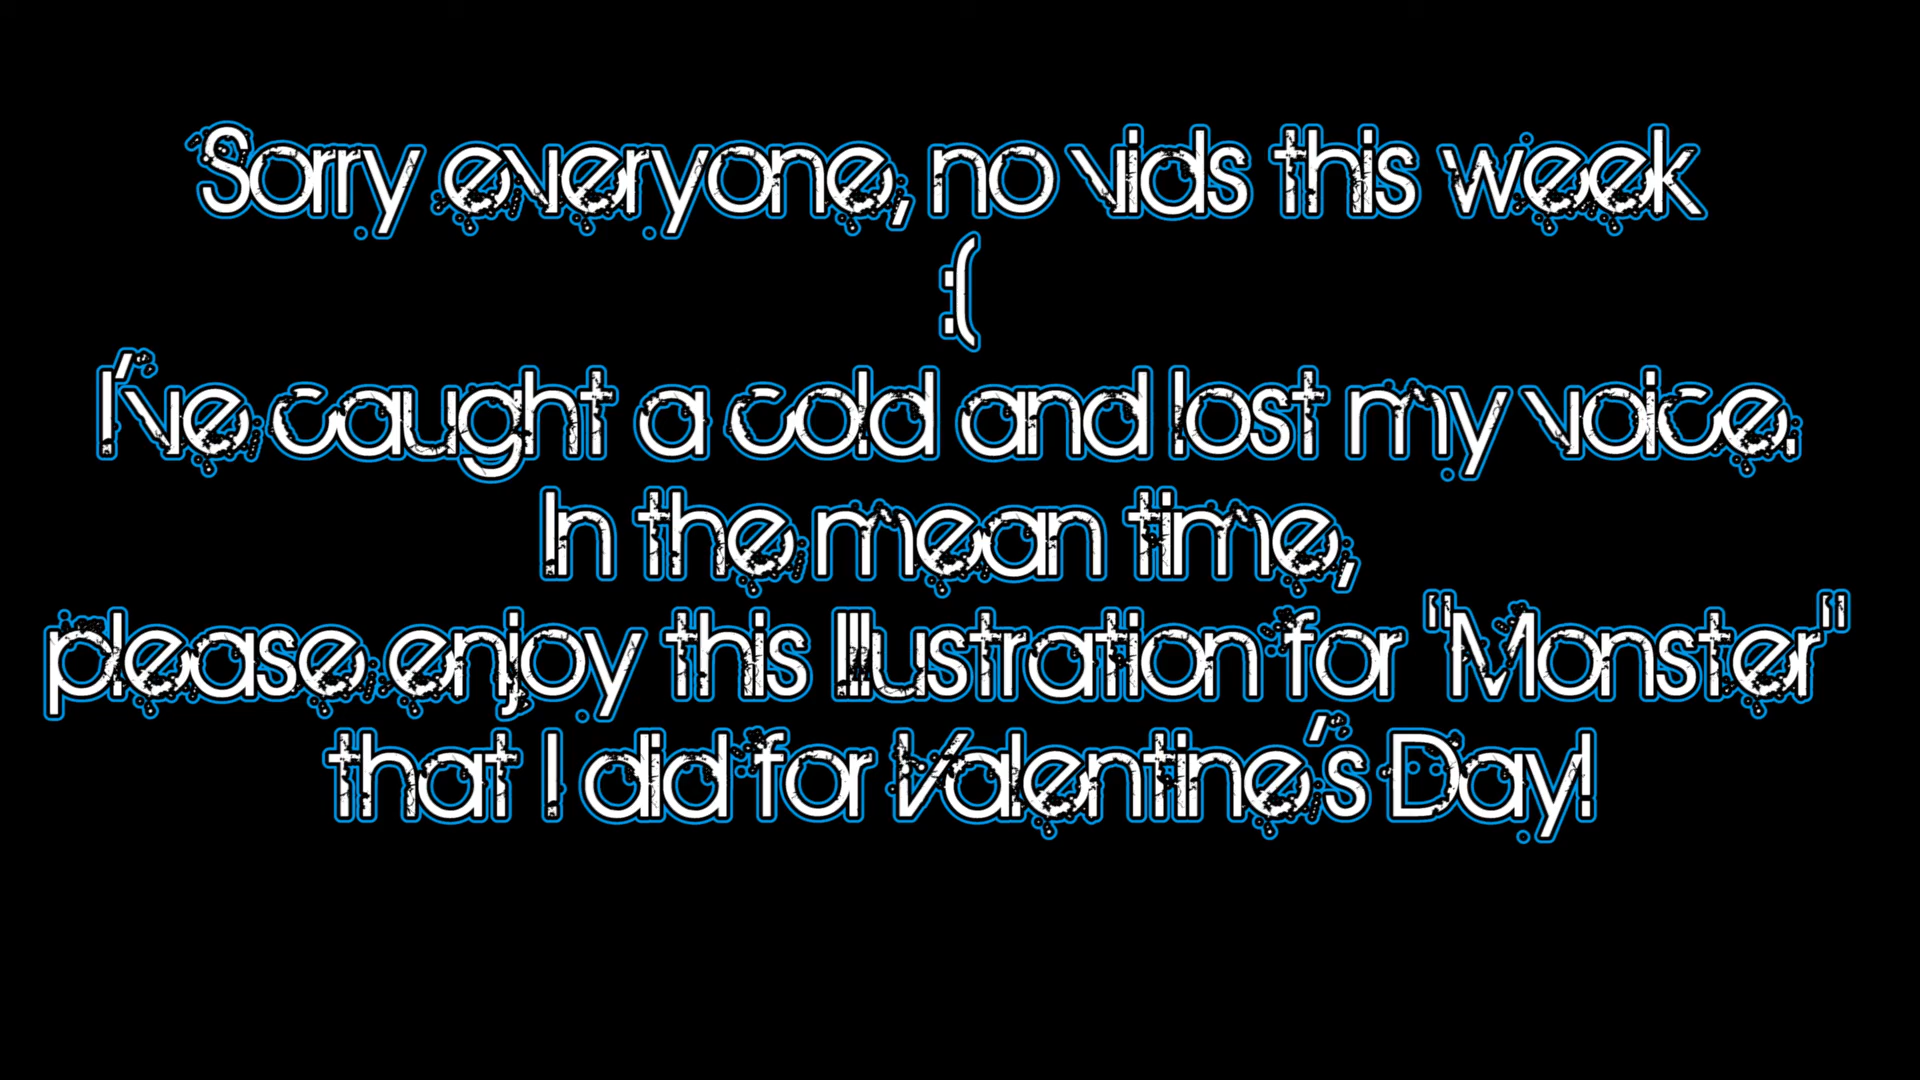 Sorry everyone, no vids this week
:(
I've caught a cold and lost my voice.
In the mean time,
please enjoy this Illustration for "Monster"
that I did for Valentine's Day!